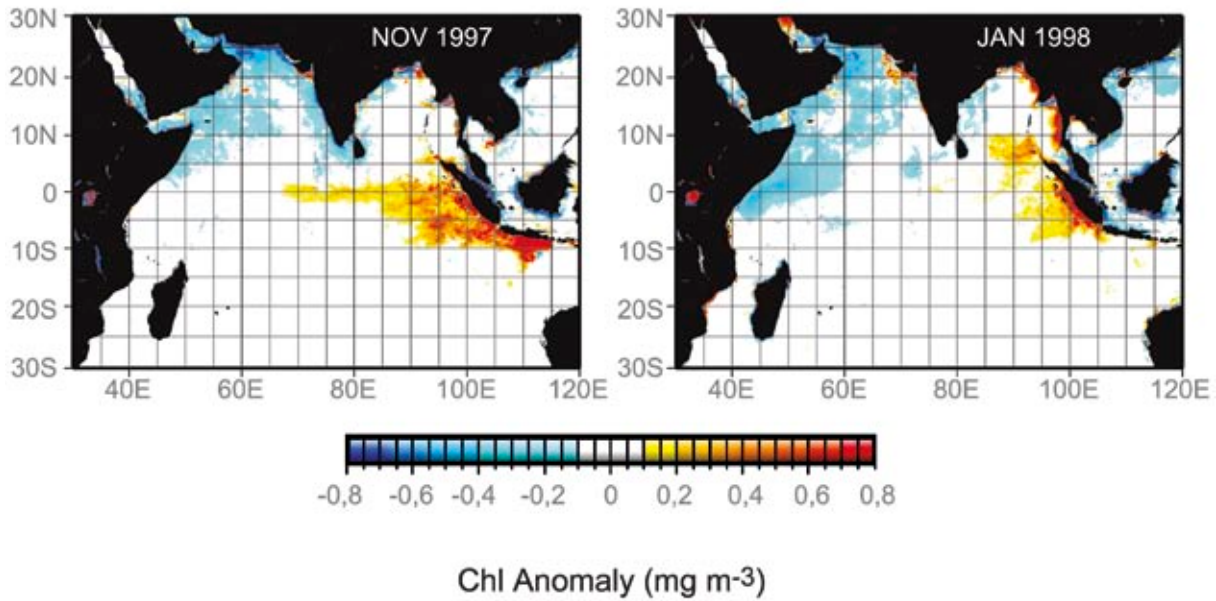 30N
20N
10N
0
10S
20S
30S
NOV 1997
40E 60E 80E 100E 120E
30N
20N
10N
0
10S
20S
30S
JAN 1998
40E 60E 80E 100E 120E
-0,8 -0,6 -0,4 -0,2 0 0,2 0,4 0,6 0,8
Chl Anomaly (mg m-3)